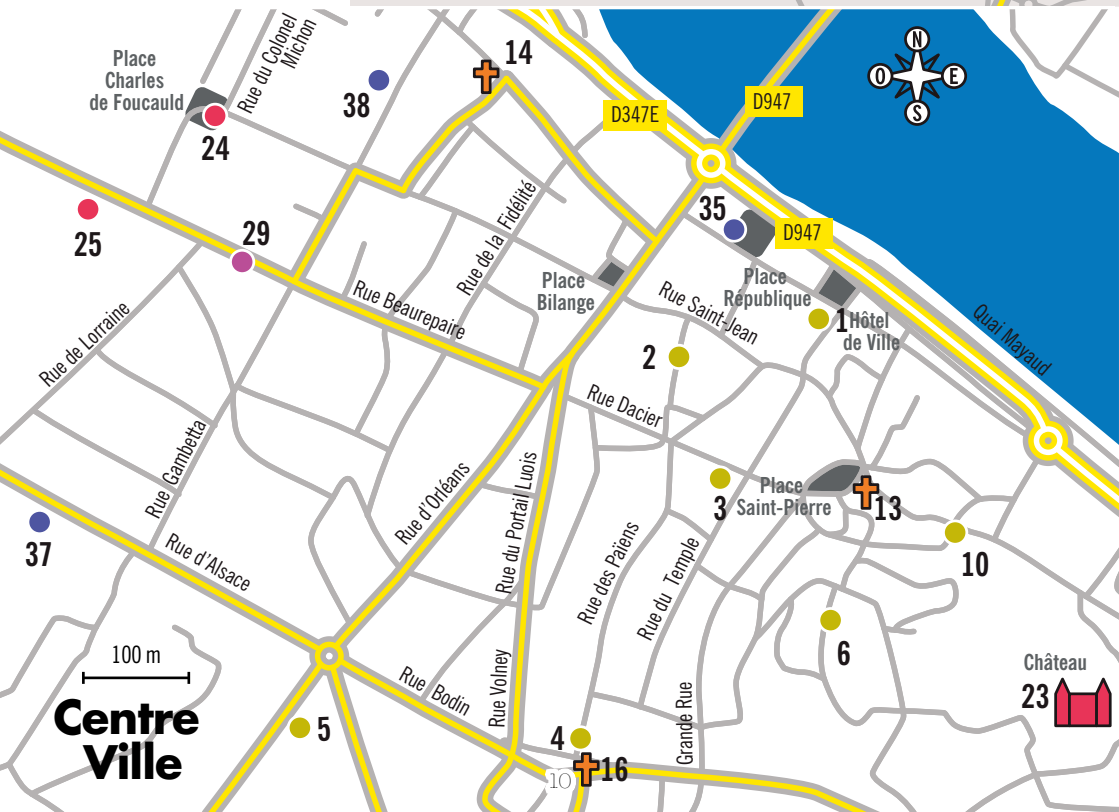 Place
Charles
de Foucauld
Rue du Colonel
Michon
14
38
24
D347E
D947
N
O
E
S
25
29
Rue de la Fidélité
35
D947
Place
Bilange
Place
République
Rue Saint-Jean
1
Hôtel
de Ville
Quai Mayaud
Rue Beaurepaire
Rue de Lorraine
2
Rue Dacier
Rue Gambetta
Rue d'Orléans
Rue du Portail Luois
3
Place
Saint-Pierre
13
37
Rue d'Alsace
Rue des Païens
Rue du Temple
10
6
100 m
Centre
Ville
Rue Bodin
Rue Volney
Grande Rue
Château
23
5
4
16
10